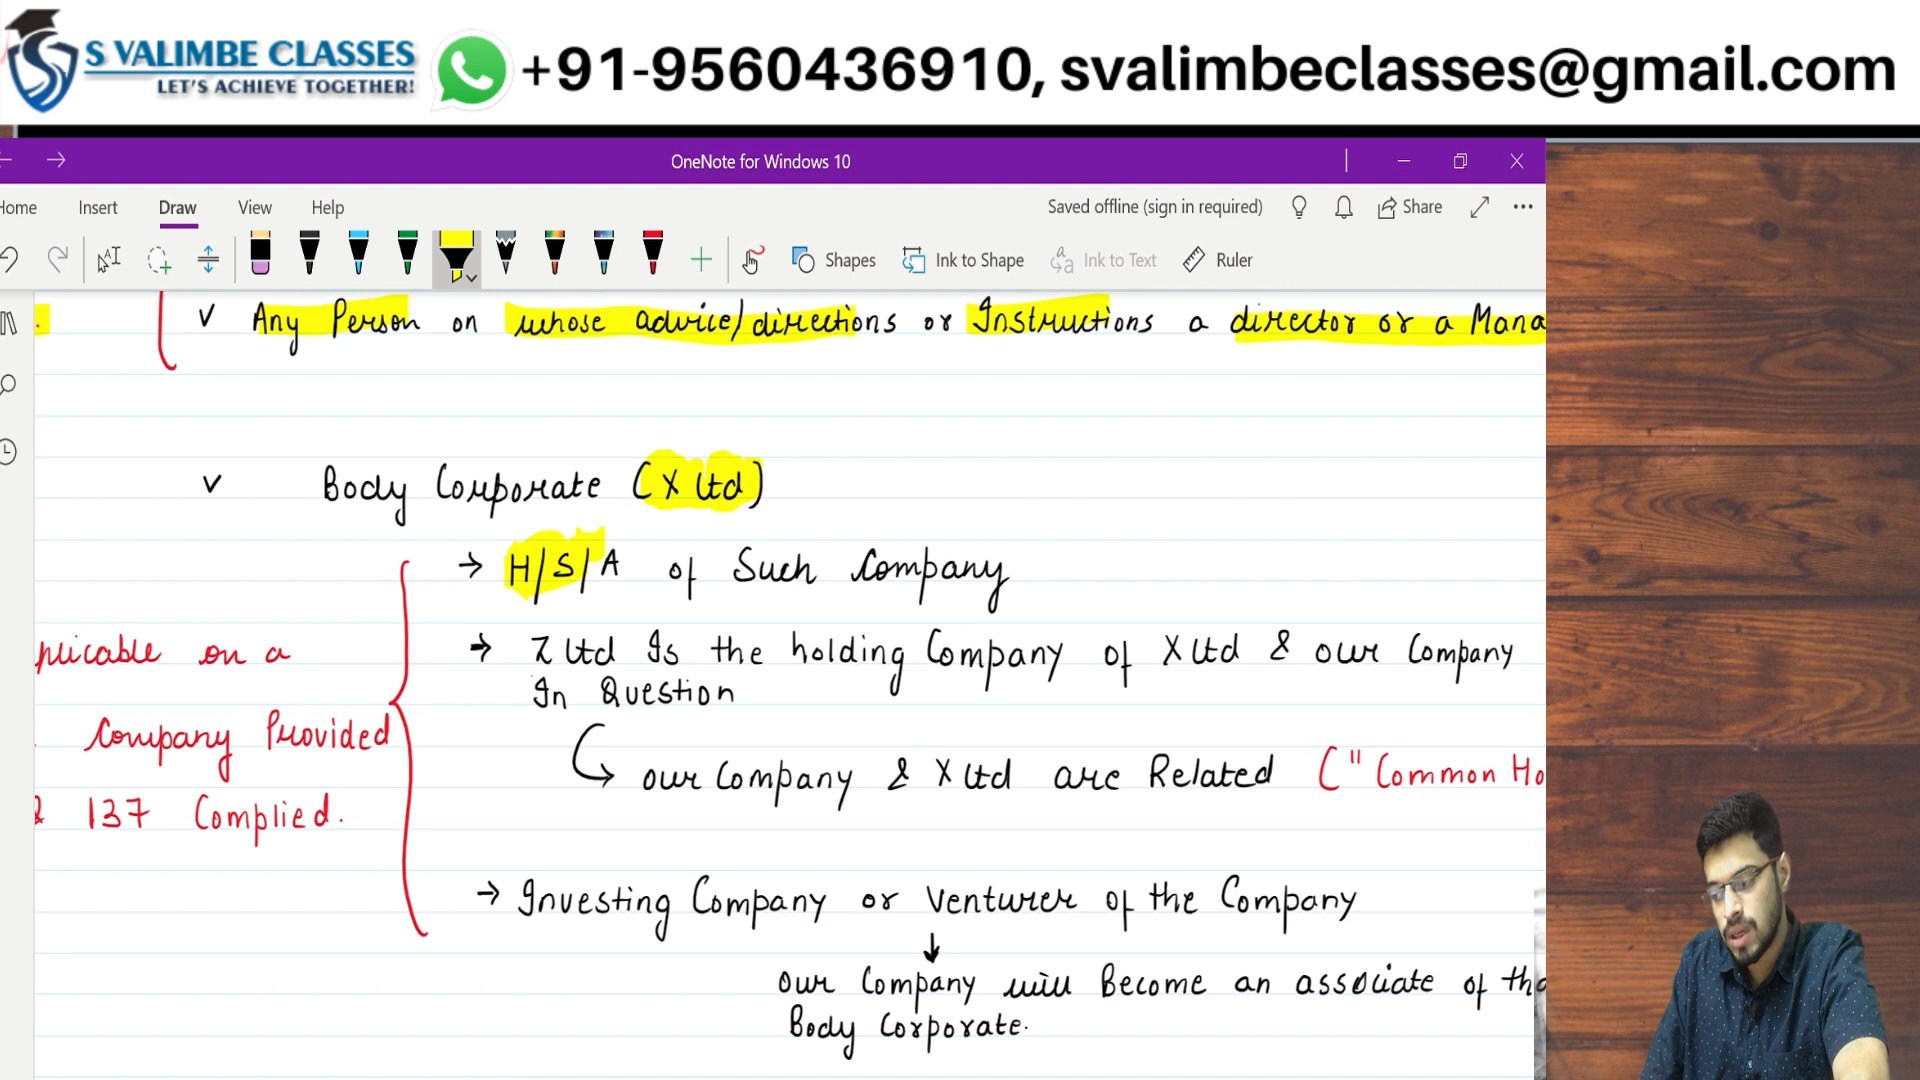 S VALIMBE CLASSES
LET'S ACHIEVE TOGETHER!
+91-9560436910, svalimbeclasses@gmail.com
OneNote for Windows 10
Home Insert Draw View Help
Saved offline (sign in required) Share
Shapes Ink to Shape Ink to Text Ruler
Any Person on whose advice/directions or Instructions a director or a Mana
Body Corporate (X Ltd)
→ H/S/A of Such Company
→ Z Ltd Is the holding Company of X Ltd & our Company
In Question
our Company & X Ltd are Related ("Common Ho
→ Investing Company or Venturer of the Company
our Company will Become an associate of tha
Body Corporate.
plicable on a
Company Provided
& 137 Complied.